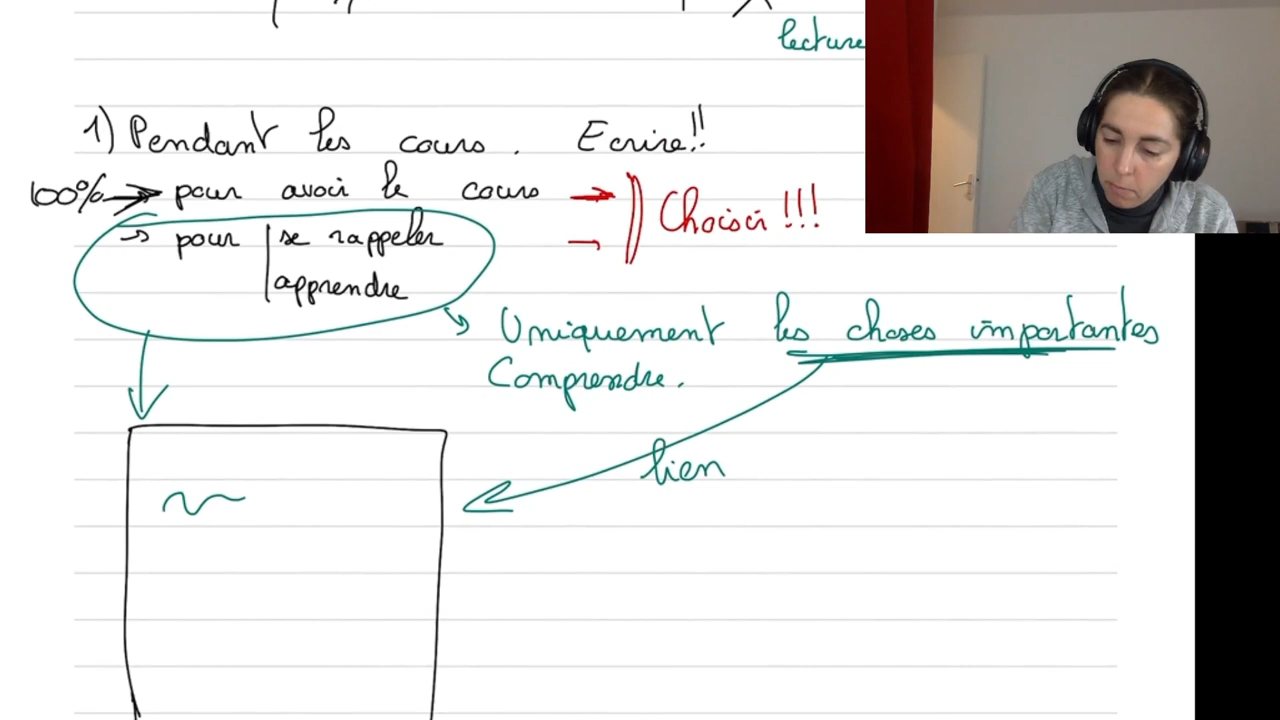 lecture
1) Pendant les cours. Ecrire!!
100% → pour avoir le cours → Choisir !!!
→ pour se rappeler →
apprendre
↳ Uniquement les choses importantes
Comprendre.
lien